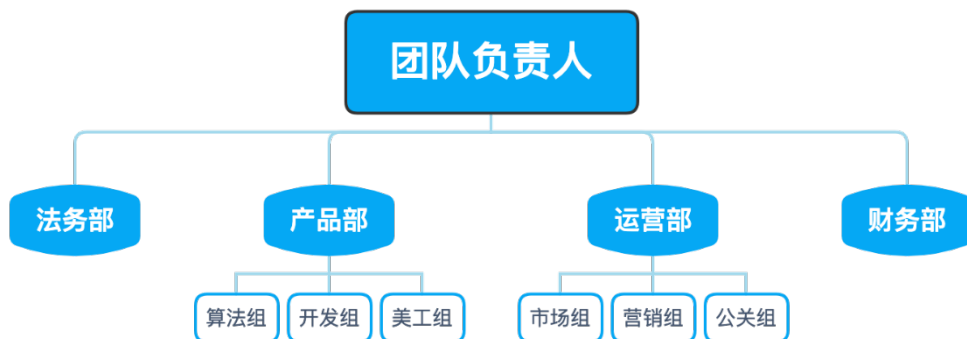 团队负责人
法务部
产品部
运营部
财务部
算法组
开发组
美工组
市场组
营销组
公关组